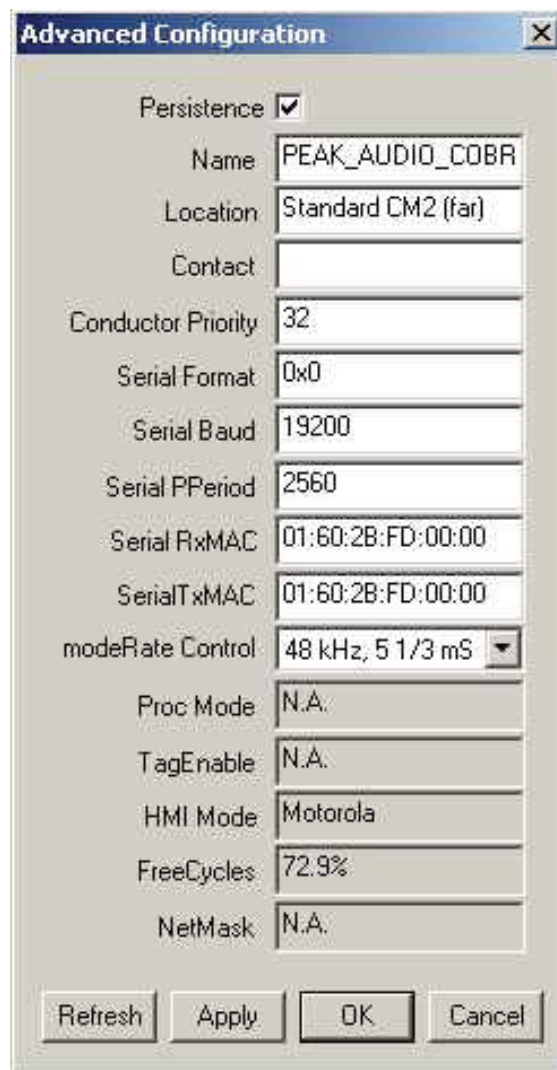 Advanced Configuration
Persistence
Name PEAK_AUDIO_COBR
Location Standard CM2 (far)
Contact
Conductor Priority 32
Serial Format 0x0
Serial Baud 19200
Serial PPeriod 2560
Serial RxMAC 01:60:2B:FD:00:00
SerialTxMAC 01:60:2B:FD:00:00
modeRate Control 48 kHz, 5 1/3 mS
Proc Mode N.A.
TagEnable N.A.
HMI Mode Motorola
FreeCycles 72.9%
NetMask N.A.
Refresh Apply OK Cancel